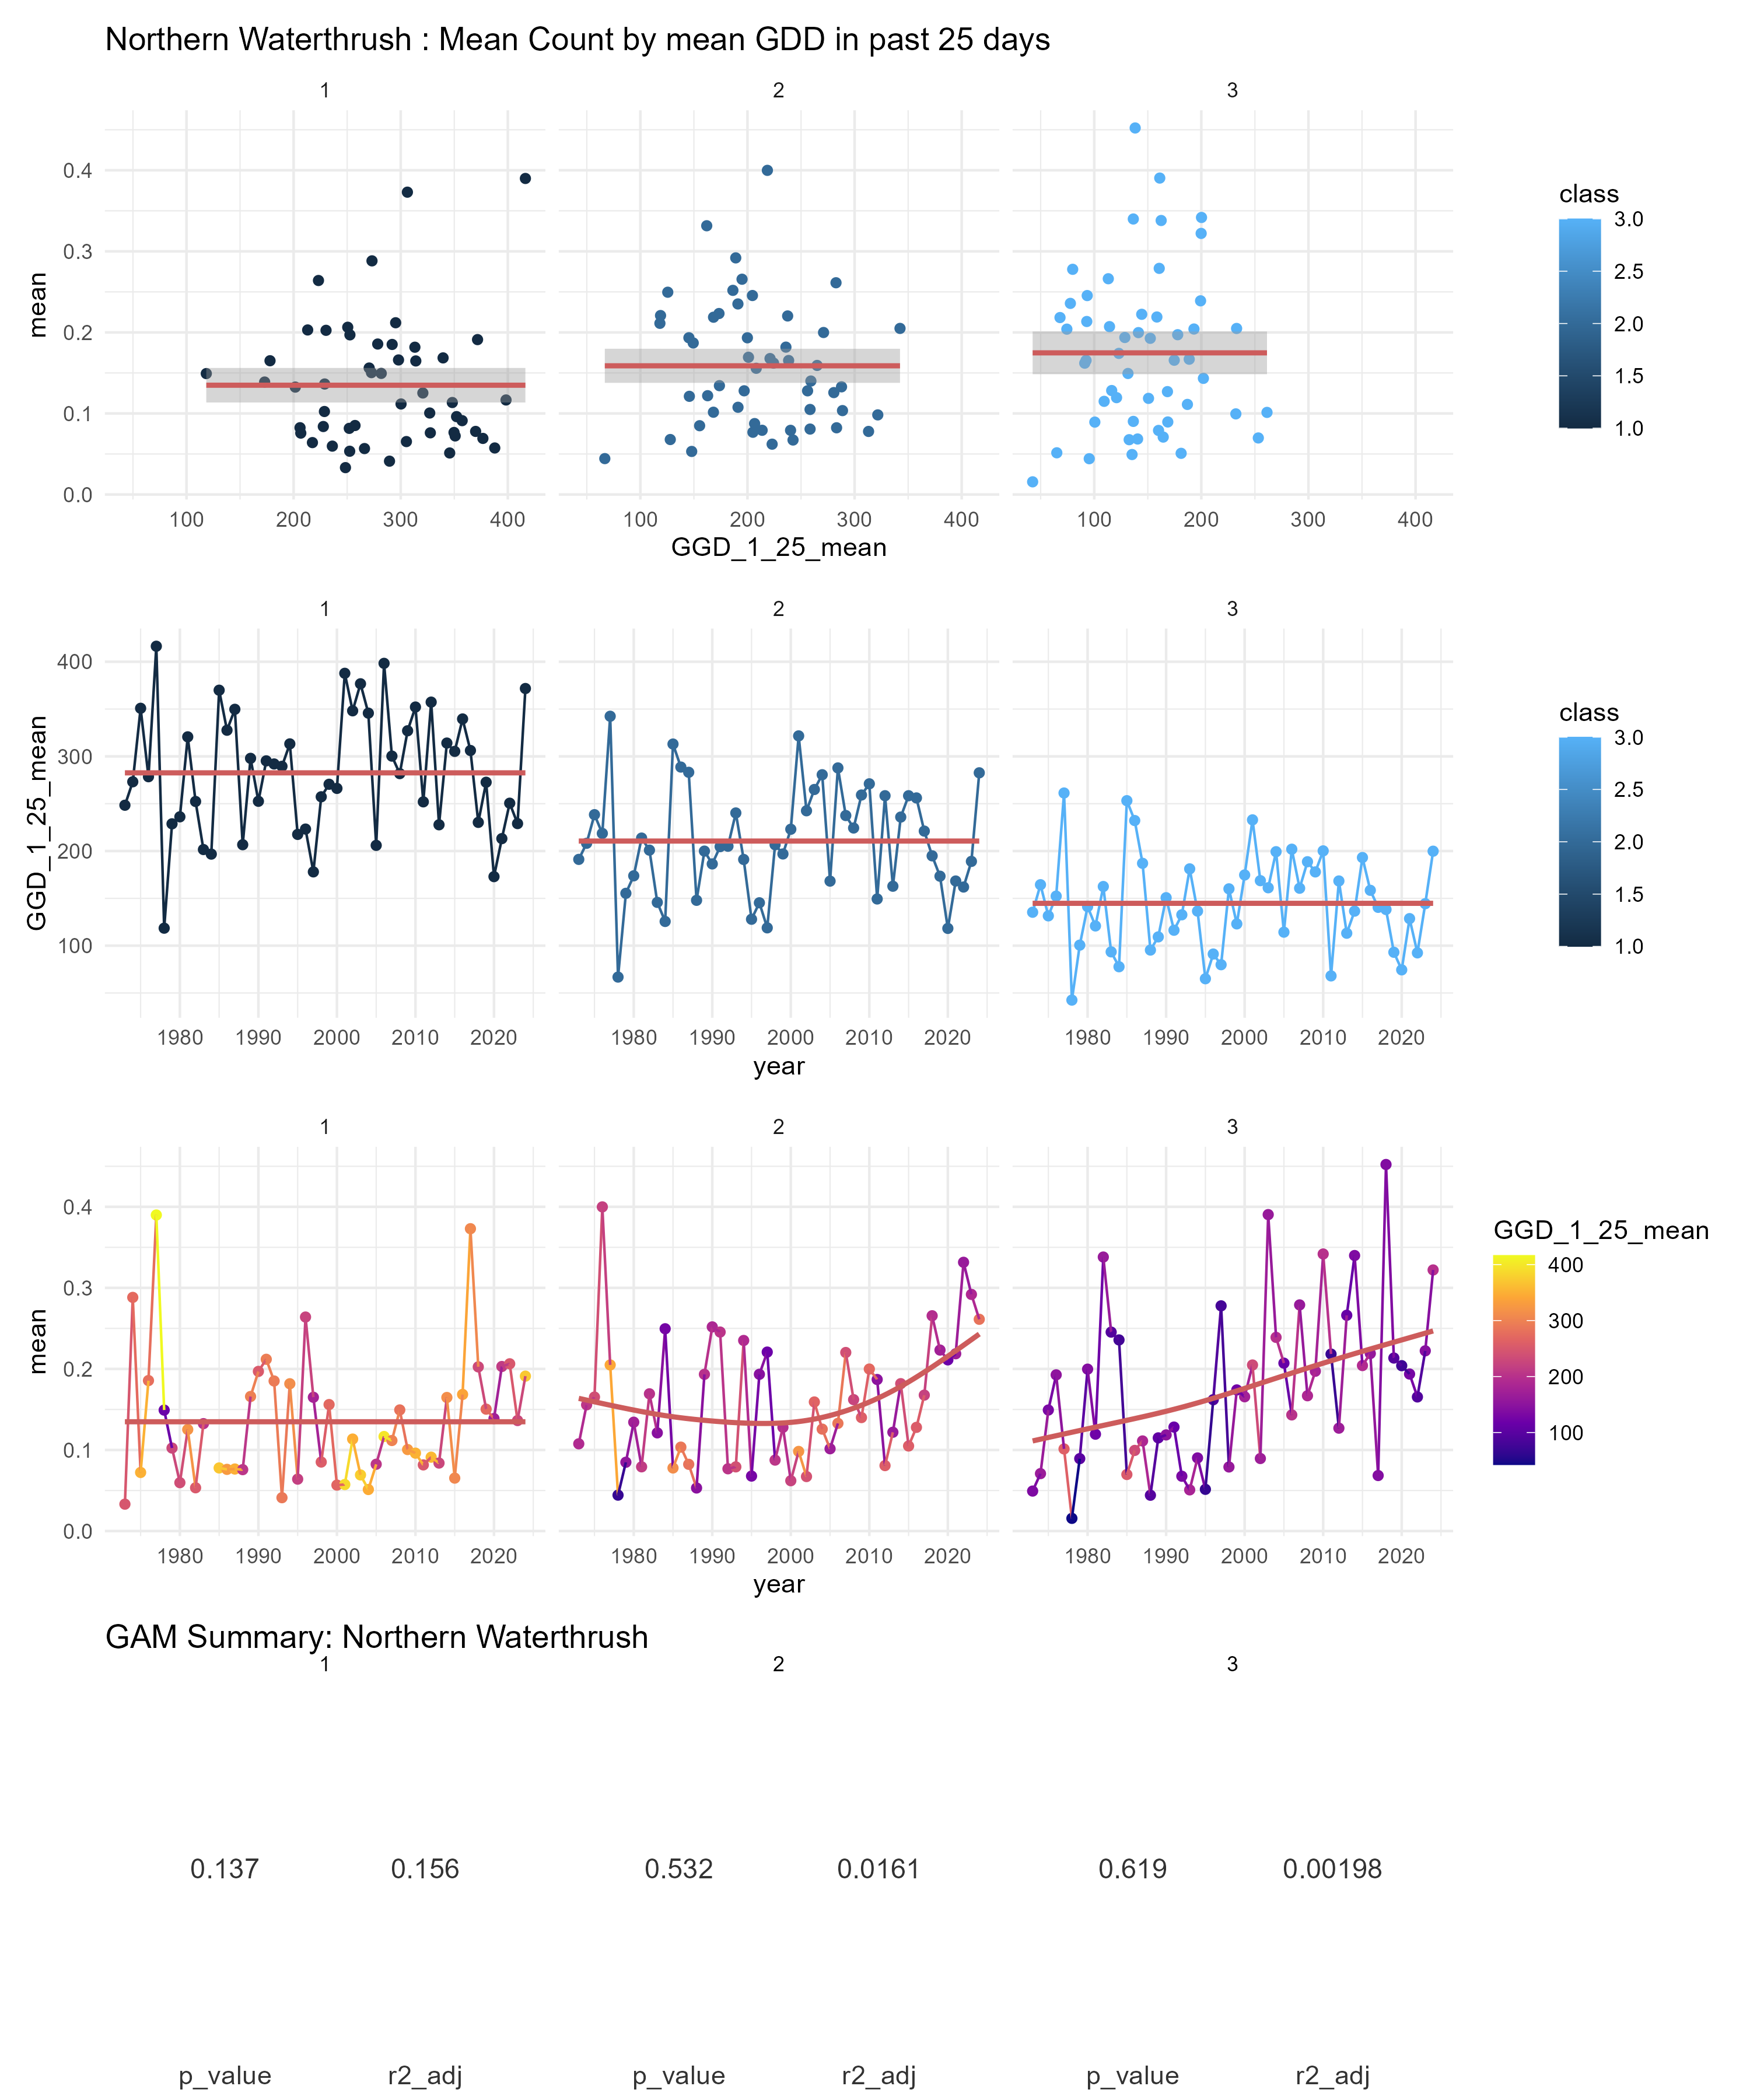 Northern Waterthrush : Mean Count by mean GDD in past 25 days
1 2 3
mean
0.4
0.3
0.2
0.1
0.0
100 200 300 400 100 200 300 400 100 200 300 400
GGD_1_25_mean
class
3.0
2.5
2.0
1.5
1.0
1 2 3
GGD_1_25_mean
400
300
200
100
1980 1990 2000 2010 2020 1980 1990 2000 2010 2020 1980 1990 2000 2010 2020
year
class
3.0
2.5
2.0
1.5
1.0
1 2 3
mean
0.4
0.3
0.2
0.1
0.0
1980 1990 2000 2010 2020 1980 1990 2000 2010 2020 1980 1990 2000 2010 2020
year
GGD_1_25_mean
400
300
200
100
GAM Summary: Northern Waterthrush
1 2 3
0.137 0.156 0.532 0.0161 0.619 0.00198
p_value r2_adj p_value r2_adj p_value r2_adj